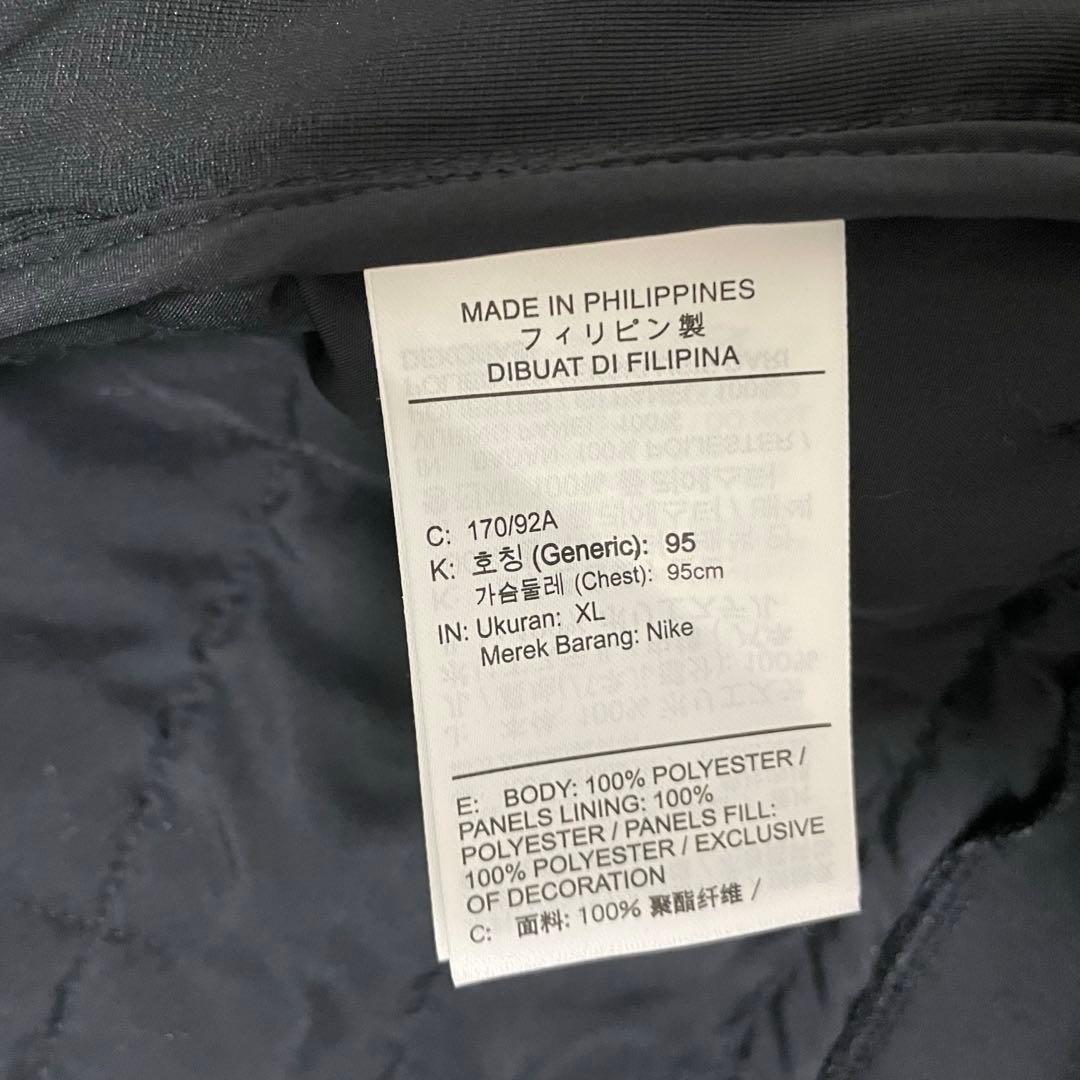 MADE IN PHILIPPINES
フィリピン製
DIBUAT DI FILIPINA
C: 170/92A
K: 호칭 (Generic): 95
가슴둘레 (Chest): 95cm
IN: Ukuran: XL
Merek Barang: Nike
E: BODY: 100% POLYESTER /
PANELS LINING: 100%
POLYESTER / PANELS FILL:
100% POLYESTER / EXCLUSIVE
OF DECORATION
C: 面料: 100% 聚酯纤维 /